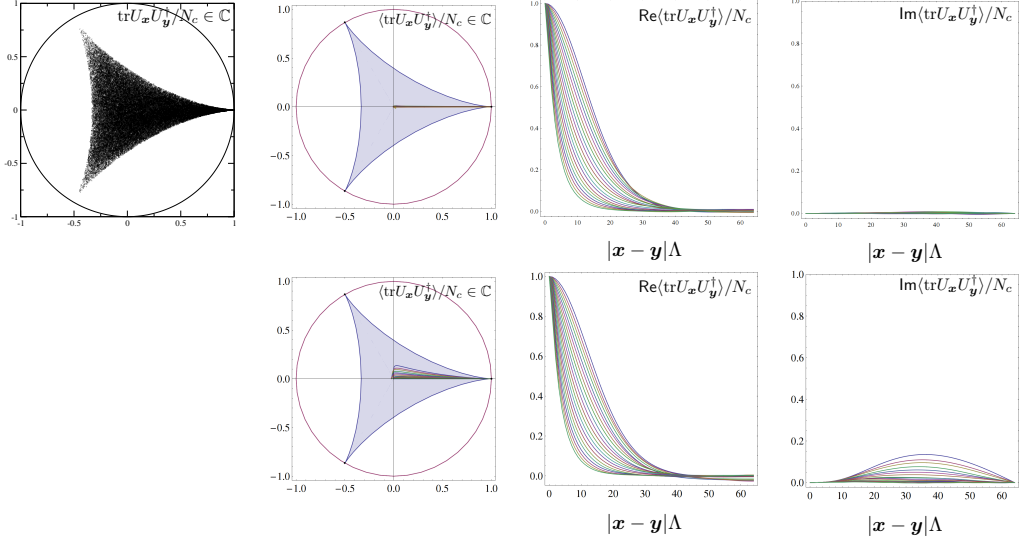 trU𝒙U𝒚†/N_c ∈ ℂ
1
0.5
0
-0.5
-1
-1 -0.5 0 0.5 1
⟨trU𝒙U𝒚†⟩/N_c ∈ ℂ
1.0
0.5
0.0
−0.5
−1.0
−1.0 −0.5 0.0 0.5 1.0
Re⟨trU𝒙U𝒚†⟩/N_c
1.0
0.8
0.6
0.4
0.2
0.0
0 10 20 30 40 50 60
|𝒙 − 𝒚|Λ
Im⟨trU𝒙U𝒚†⟩/N_c
1.0
0.8
0.6
0.4
0.2
0.0
0 10 20 30 40 50 60
|𝒙 − 𝒚|Λ
⟨trU𝒙U𝒚†⟩/N_c ∈ ℂ
1.0
0.5
0.0
−0.5
−1.0
−1.0 −0.5 0.0 0.5 1.0
Re⟨trU𝒙U𝒚†⟩/N_c
1.0
0.8
0.6
0.4
0.2
0.0
0 10 20 30 40 50 60
|𝒙 − 𝒚|Λ
Im⟨trU𝒙U𝒚†⟩/N_c
1.0
0.8
0.6
0.4
0.2
0.0
0 10 20 30 40 50 60
|𝒙 − 𝒚|Λ